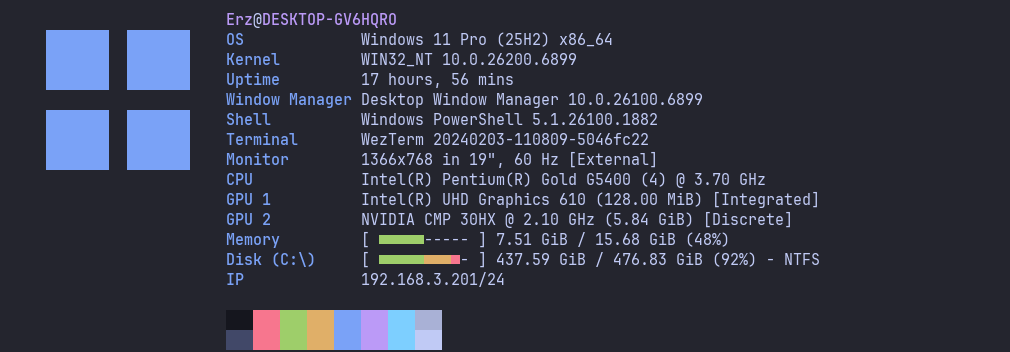 Erz@DESKTOP-GV6HQRO
OS Windows 11 Pro (25H2) x86_64
Kernel WIN32_NT 10.0.26200.6899
Uptime 17 hours, 56 mins
Window Manager Desktop Window Manager 10.0.26100.6899
Shell Windows PowerShell 5.1.26100.1882
Terminal WezTerm 20240203-110809-5046fc22
Monitor 1366x768 in 19", 60 Hz [External]
CPU Intel(R) Pentium(R) Gold G5400 (4) @ 3.70 GHz
GPU 1 Intel(R) UHD Graphics 610 (128.00 MiB) [Integrated]
GPU 2 NVIDIA CMP 30HX @ 2.10 GHz (5.84 GiB) [Discrete]
Memory [ ----- ] 7.51 GiB / 15.68 GiB (48%)
Disk (C:\) [ - ] 437.59 GiB / 476.83 GiB (92%) - NTFS
IP 192.168.3.201/24